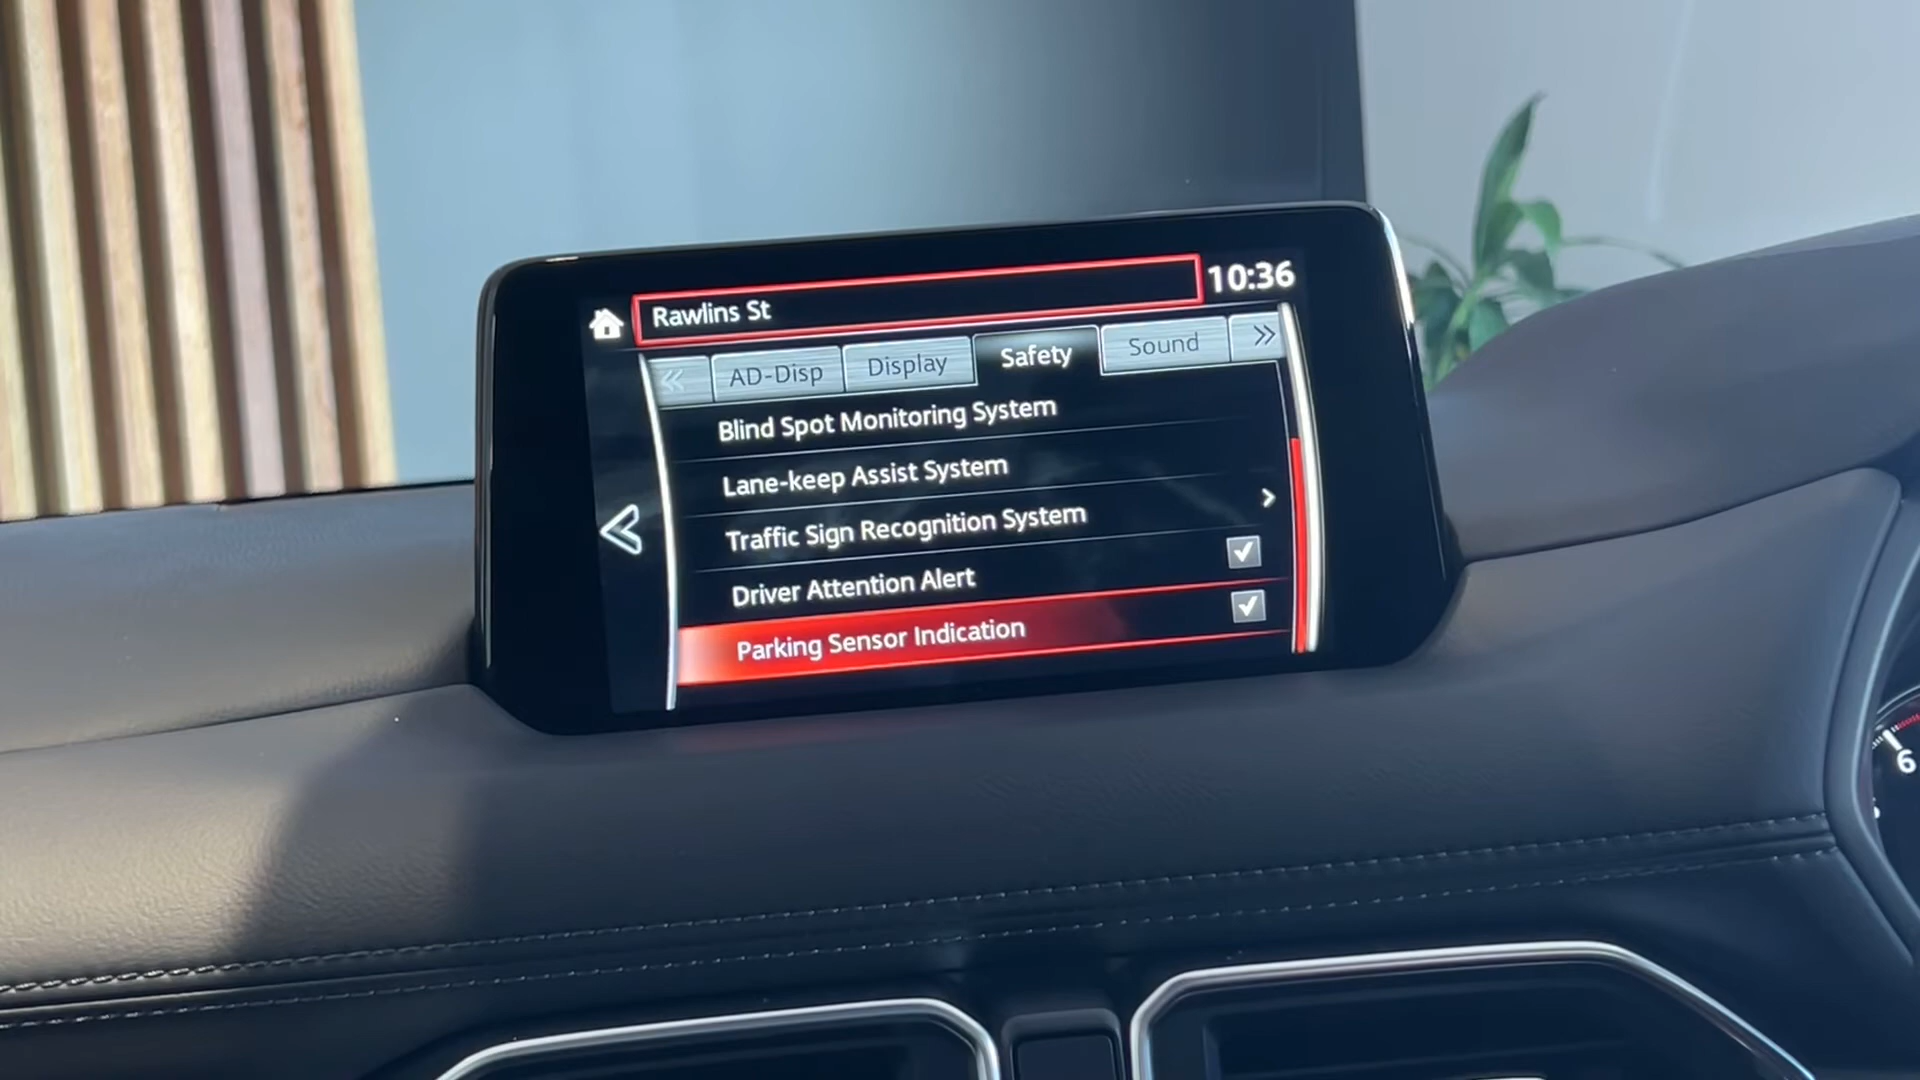 Rawlins St
10:36
AD-Disp
Display
Safety
Sound
Blind Spot Monitoring System
Lane-keep Assist System
Traffic Sign Recognition System
Driver Attention Alert
Parking Sensor Indication
6